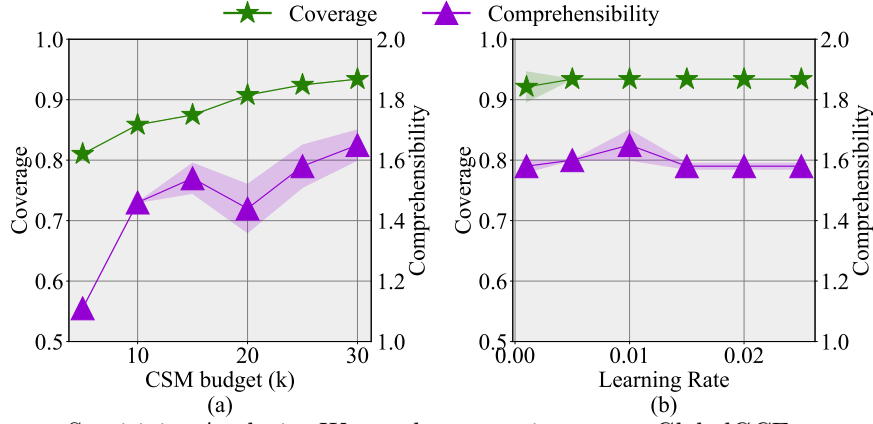 Coverage Comprehensibility
1.0 2.0 1.0 2.0
0.9 1.8 0.9 1.8
0.8 1.6 0.8 1.6
0.7 1.4 0.7 1.4
0.6 1.2 0.6 1.2
0.5 1.0 0.5 1.0
Coverage
Comprehensibility
Coverage
Comprehensibility
10 20 30
0.00 0.01 0.02
CSM budget (k) Learning Rate
(a) (b)